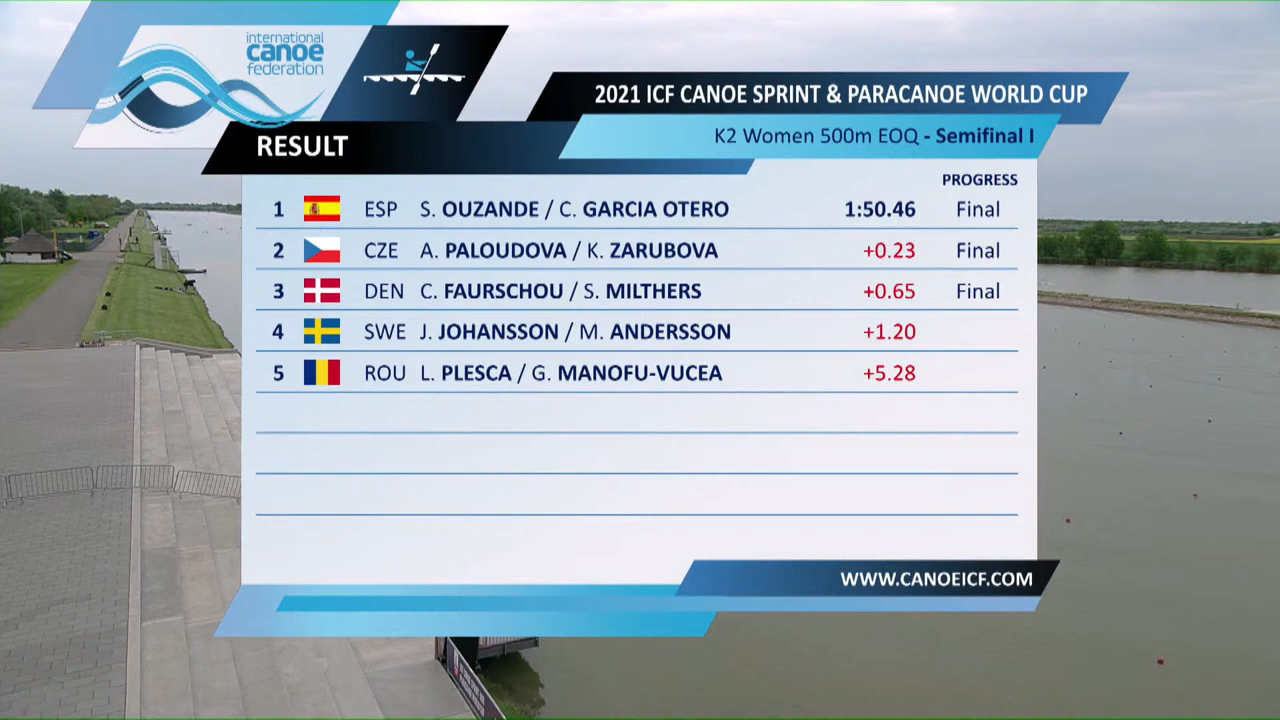 international
canoe
federation
2021 ICF CANOE SPRINT & PARACANOE WORLD CUP
K2 Women 500m EOQ - Semifinal I
RESULT
PROGRESS
1 ESP S. OUZANDE / C. GARCIA OTERO 1:50.46 Final
2 CZE A. PALOUDOVA / K. ZARUBOVA +0.23 Final
3 DEN C. FAURSCHOU / S. MILTHERS +0.65 Final
4 SWE J. JOHANSSON / M. ANDERSSON +1.20
5 ROU L. PLESCA / G. MANOFU-VUCEA +5.28
WWW.CANOEICF.COM